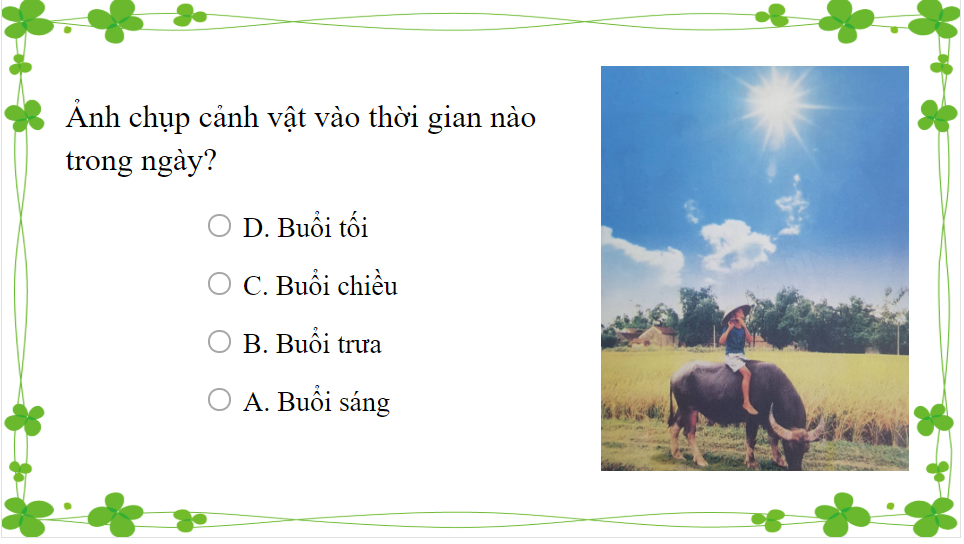 Ảnh chụp cảnh vật vào thời gian nào
trong ngày?
D. Buổi tối
C. Buổi chiều
B. Buổi trưa
A. Buổi sáng